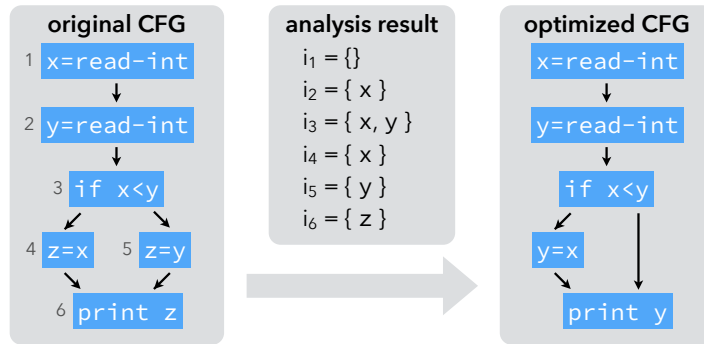 original CFG
1 x=read-int
2 y=read-int
3 if x<y
4 z=x
5 z=y
6 print z
analysis result
i1 = {}
i2 = { x }
i3 = { x, y }
i4 = { x }
i5 = { y }
i6 = { z }
optimized CFG
x=read-int
y=read-int
if x<y
y=x
print y